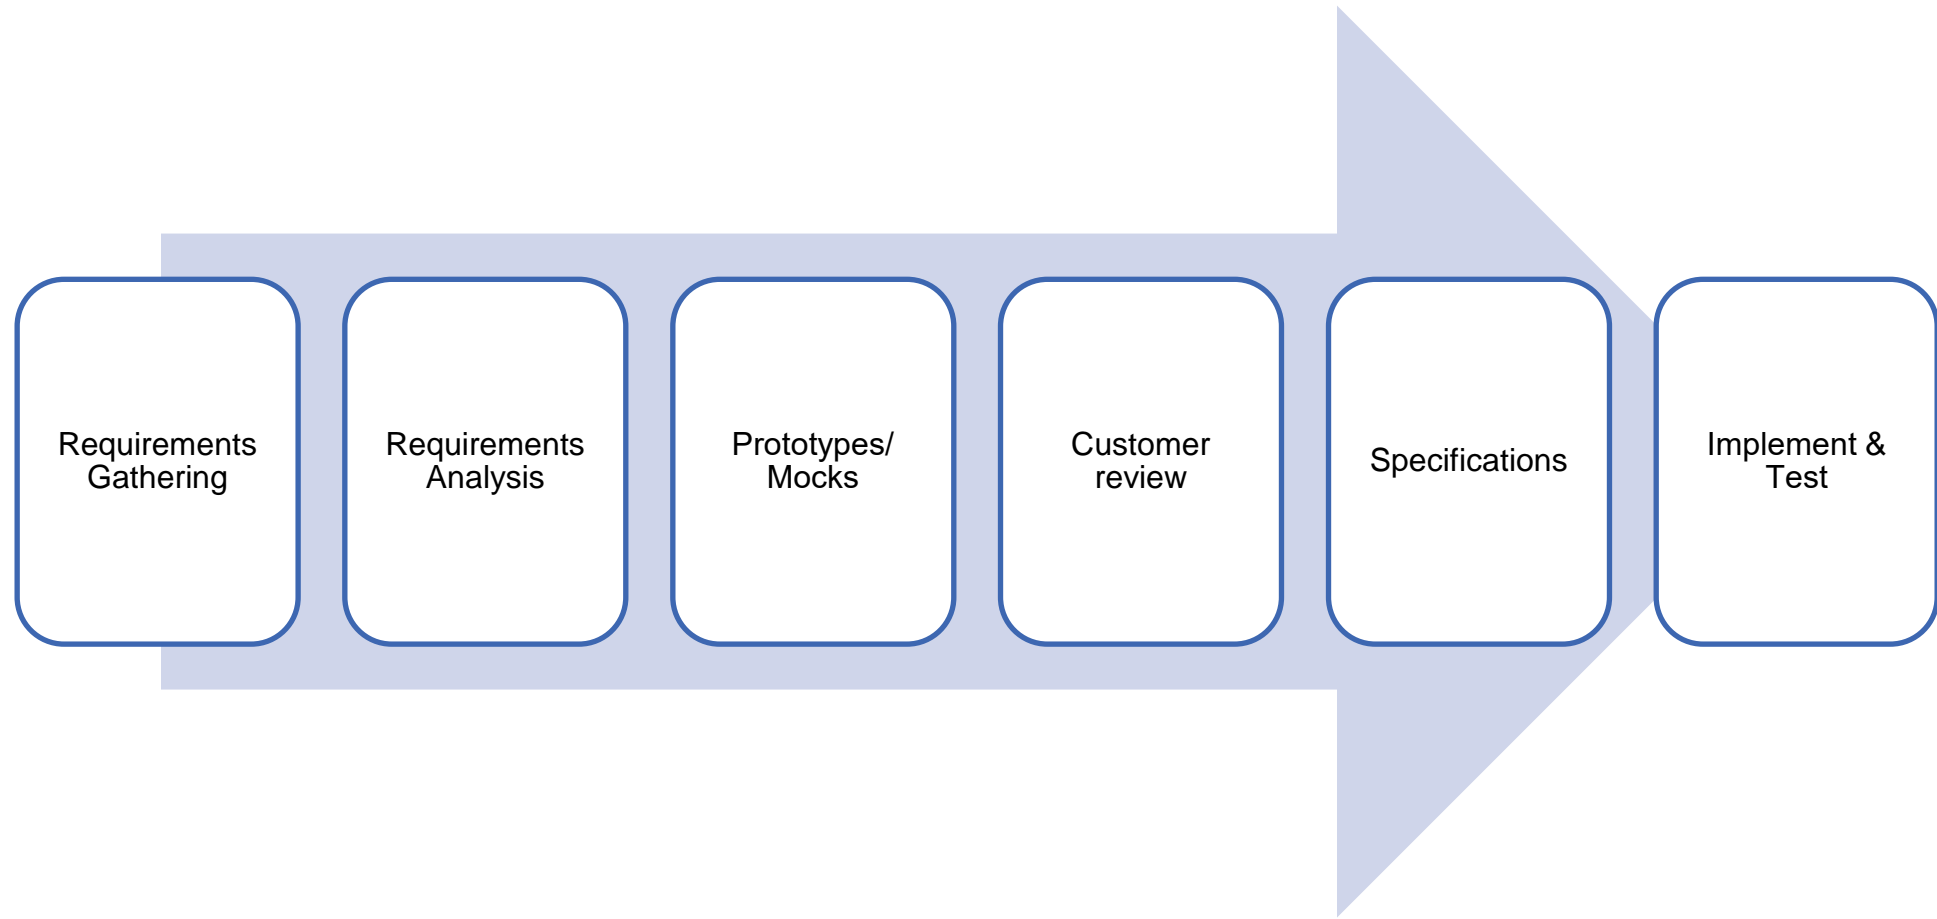 Requirements
Gathering
Requirements
Analysis
Prototypes/
Mocks
Customer
review
Specifications
Implement &
Test